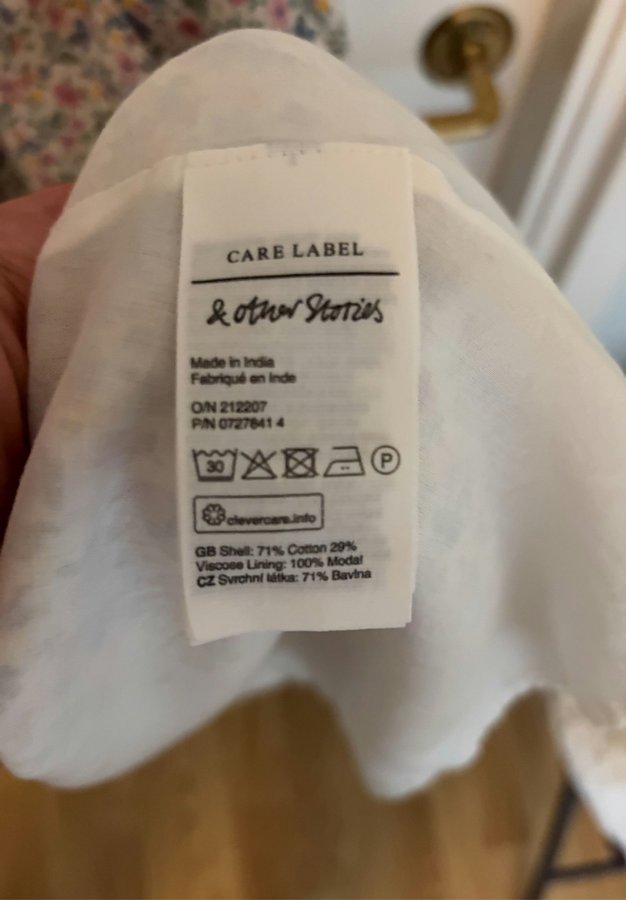 CARE LABEL
& other Stories
Made in India
Fabriqué en Inde
O/N 212207
P/N 0727841 4
30 P
clevercare.info
GB Shell: 71% Cotton 29%
Viscose Lining: 100% Modal
CZ Svrchní látka: 71% Bavlna